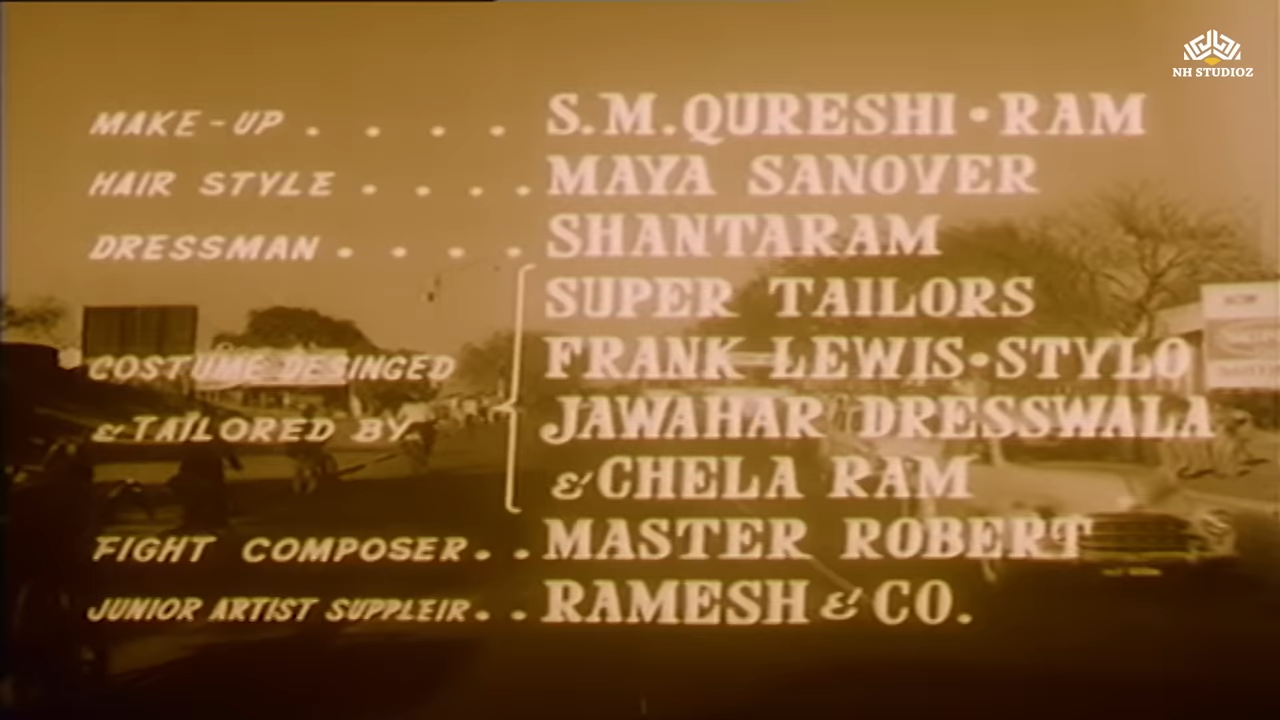 NH STUDIOZ
MAKE-UP . . . . S.M.QURESHI•RAM
HAIR STYLE . . . . MAYA SANOVER
DRESSMAN . . . . SHANTARAM
SUPER TAILORS
COSTUME DESINGED FRANK LEWIS•STYLO
& TAILORED BY JAWAHAR DRESSWALA
& CHELA RAM
FIGHT COMPOSER . . MASTER ROBERT
JUNIOR ARTIST SUPPLEIR . . RAMESH & CO.